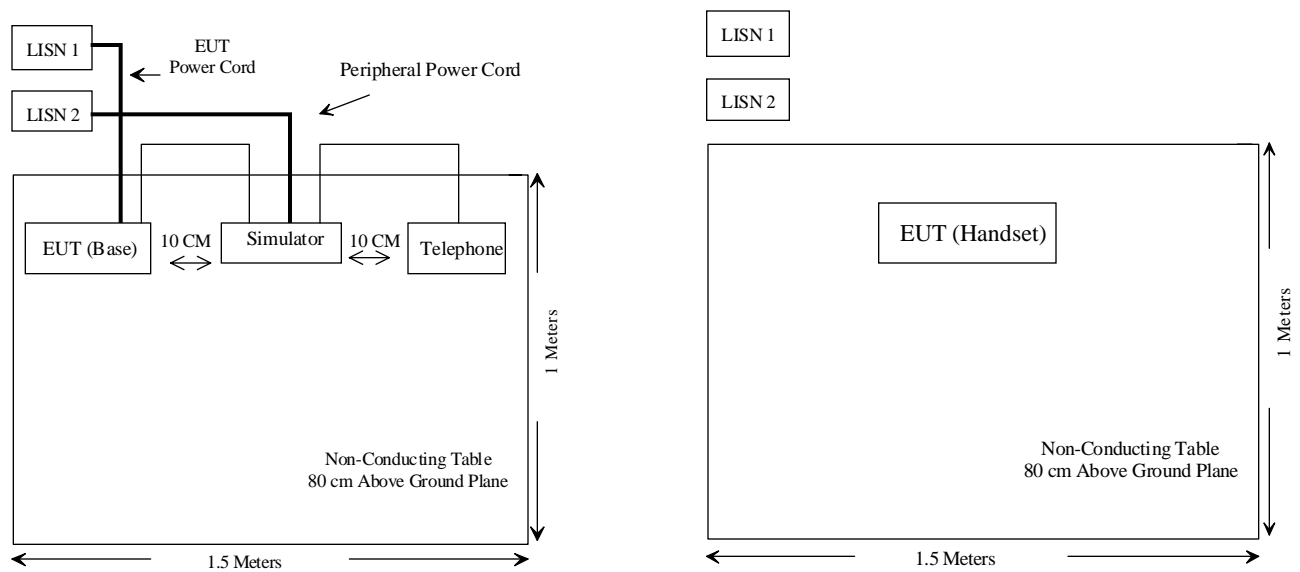 LISN 1
EUT
Power Cord
Peripheral Power Cord
LISN 2
EUT (Base)
10 CM
Simulator
10 CM
Telephone
1 Meters
Non-Conducting Table
80 cm Above Ground Plane
1.5 Meters
LISN 1
LISN 2
EUT (Handset)
1 Meters
Non-Conducting Table
80 cm Above Ground Plane
1.5 Meters